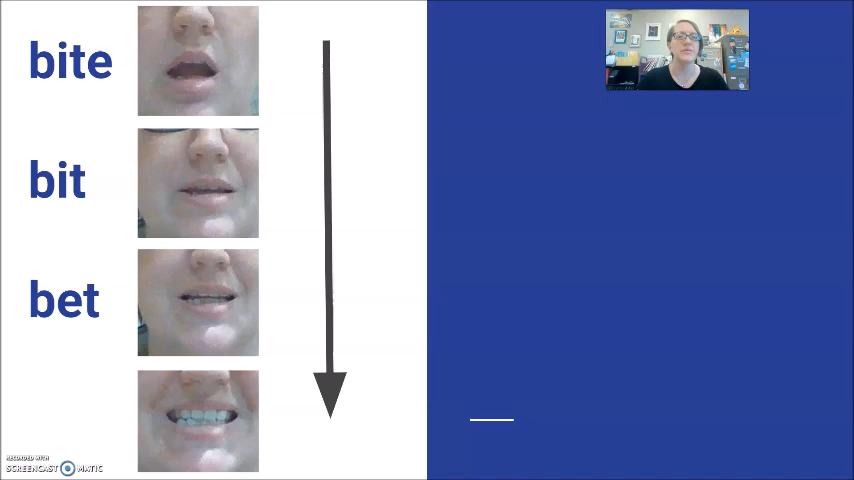 bite
bit
bet
RECORDED WITH
SCREENCAST MATIC